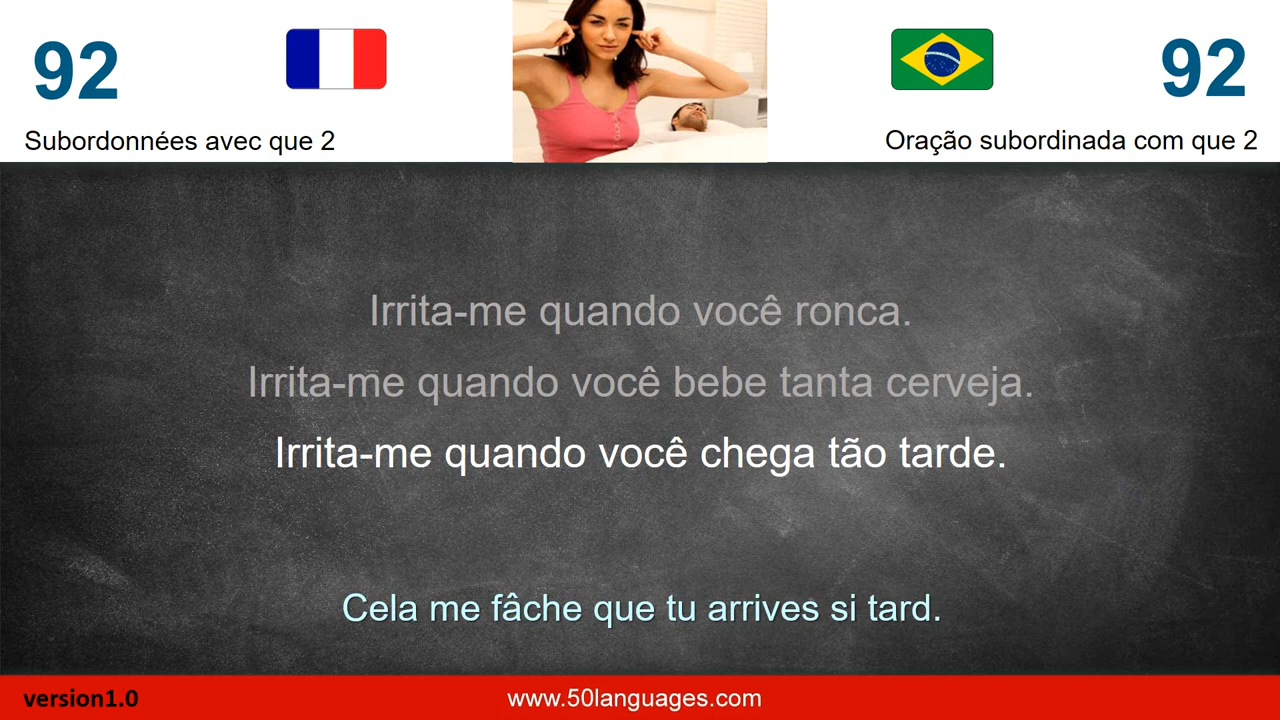 92
92
Subordonnées avec que 2
Oração subordinada com que 2
Irrita-me quando você ronca.
Irrita-me quando você bebe tanta cerveja.
Irrita-me quando você chega tão tarde.
Cela me fâche que tu arrives si tard.
version1.0
www.50languages.com